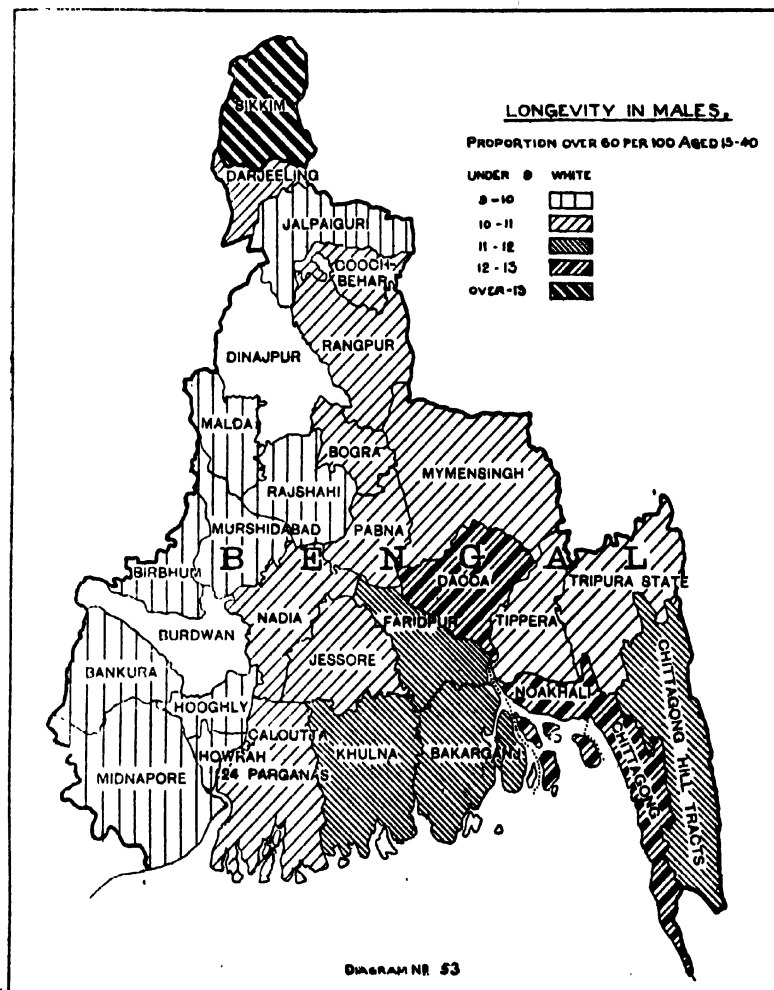 SIKKIM
LONGEVITY IN MALES.
PROPORTION OVER 60 PER 100 AGED 15-40
UNDER 9 WHITE
9-10
10-11
11-12
12-13
OVER-13
DARJEELING
JALPAIGURI
COOCH-
BEHAR
RANGPUR
DINAJPUR
MALDA
BOGRA
MYMENSINGH
RAJSHAHI
MURSHIDABAD
PABNA
BENGAL
BIRBHUM
DACCA
TRIPURA STATE
NADIA
FARIDPUR
TIPPERA
BURDWAN
JESSORE
BANKURA
NOAKHALI
CHITTAGONG HILL TRACTS
HOOGHLY
CALCUTTA
CHITTAGONG
HOWRAH
KHULNA
BAKARGANJ
24 PARGANAS
MIDNAPORE
DIAGRAM NR 53